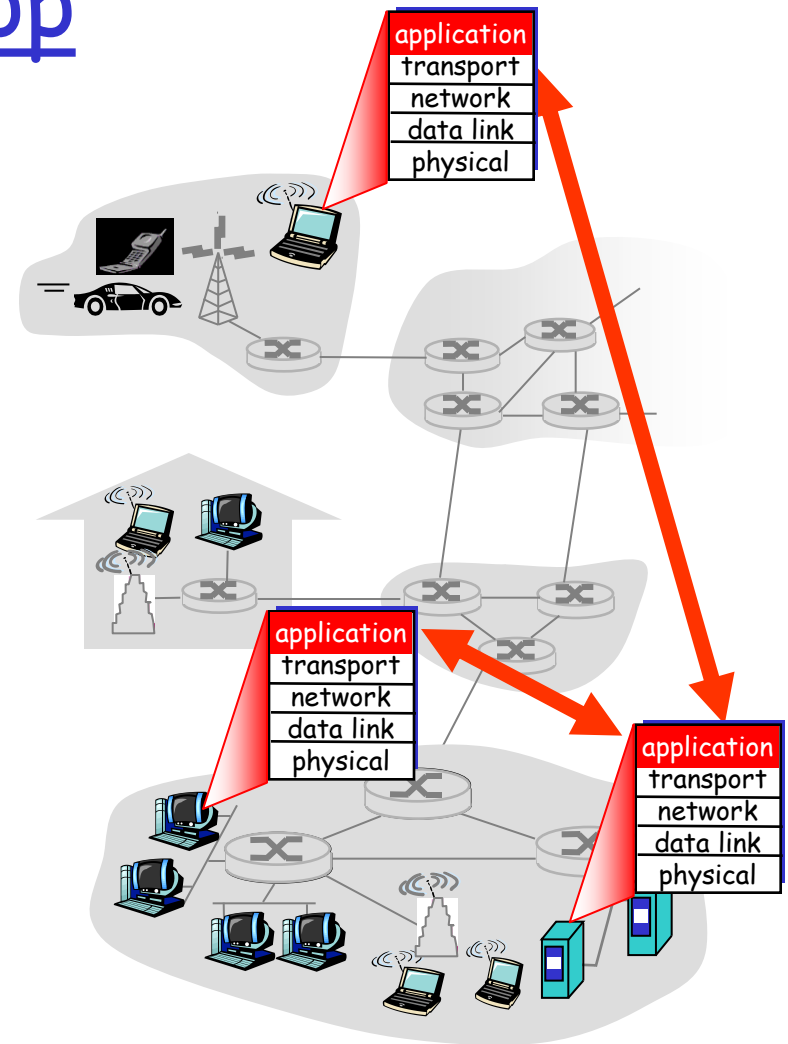 pp
application
transport
network
data link
physical
application
transport
network
data link
physical
application
transport
network
data link
physical